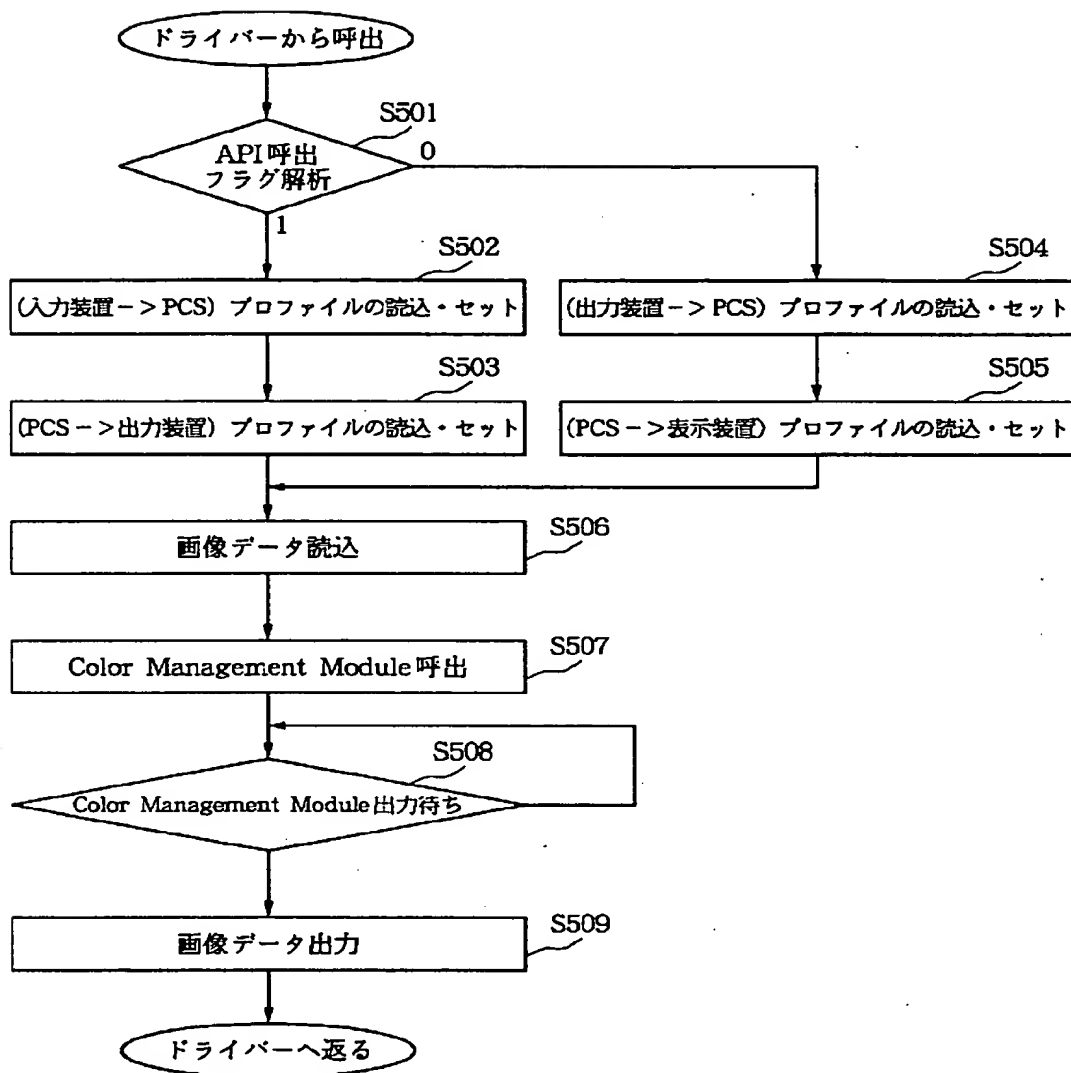 ドライバーから呼出
S501
API呼出
フラグ解析
0
1
S502
(入力装置->PCS) プロファイルの読込・セット
S504
(出力装置->PCS) プロファイルの読込・セット
S503
(PCS->出力装置) プロファイルの読込・セット
S505
(PCS->表示装置) プロファイルの読込・セット
S506
画像データ読込
S507
Color Management Module呼出
S508
Color Management Module出力待ち
S509
画像データ出力
ドライバーへ返る